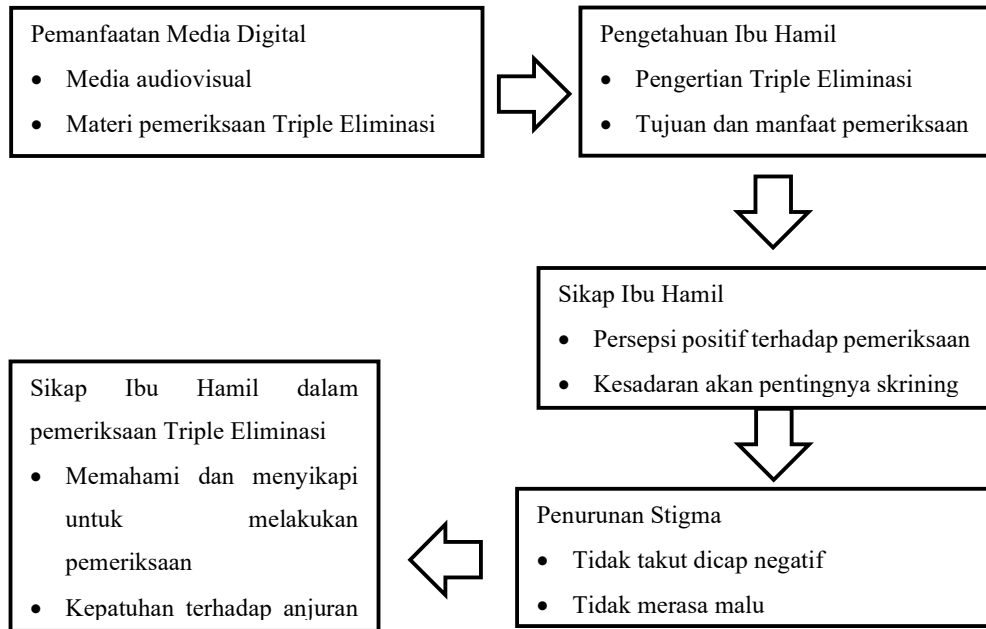 Pemanfaatan Media Digital
• Media audiovisual
• Materi pemeriksaan Triple Eliminasi
Pengetahuan Ibu Hamil
• Pengertian Triple Eliminasi
• Tujuan dan manfaat pemeriksaan
Sikap Ibu Hamil
• Persepsi positif terhadap pemeriksaan
• Kesadaran akan pentingnya skrining
Penurunan Stigma
• Tidak takut dicap negatif
• Tidak merasa malu
Sikap Ibu Hamil dalam
pemeriksaan Triple Eliminasi
• Memahami dan menyikapi
untuk melakukan
pemeriksaan
• Kepatuhan terhadap anjuran